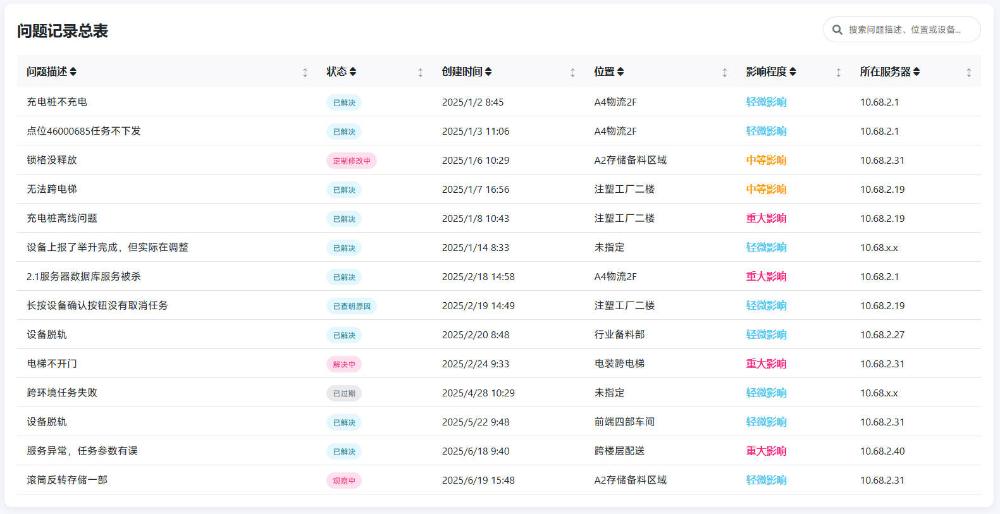 问题记录总表
搜索问题描述、位置或设备...
问题描述 状态 创建时间 位置 影响程度 所在服务器
充电桩不充电 已解决 2025/1/2 8:45 A4物流2F 轻微影响 10.68.2.1
点位46000685任务不下发 已解决 2025/1/3 11:06 A4物流2F 轻微影响 10.68.2.1
锁格没释放 定制修改中 2025/1/6 10:29 A2存储备料区域 中等影响 10.68.2.31
无法跨电梯 已解决 2025/1/7 16:56 注塑工厂二楼 中等影响 10.68.2.19
充电桩离线问题 已解决 2025/1/8 10:43 注塑工厂二楼 重大影响 10.68.2.19
设备上报了举升完成，但实际在调整 已解决 2025/1/14 8:33 未指定 轻微影响 10.68.x.x
2.1服务器数据库服务被杀 已解决 2025/2/18 14:58 A4物流2F 重大影响 10.68.2.1
长按设备确认按钮没有取消任务 已查明原因 2025/2/19 14:49 注塑工厂二楼 轻微影响 10.68.2.19
设备脱轨 已解决 2025/2/20 8:48 行业备料部 轻微影响 10.68.2.27
电梯不开门 解决中 2025/2/24 9:33 电装跨电梯 重大影响 10.68.2.31
跨环境任务失败 已过期 2025/4/28 10:29 未指定 轻微影响 10.68.x.x
设备脱轨 已解决 2025/5/22 9:48 前端四部车间 轻微影响 10.68.2.31
服务异常，任务参数有误 已解决 2025/6/18 9:40 跨楼层配送 重大影响 10.68.2.40
滚筒反转存储一部 观察中 2025/6/19 15:48 A2存储备料区域 轻微影响 10.68.2.31